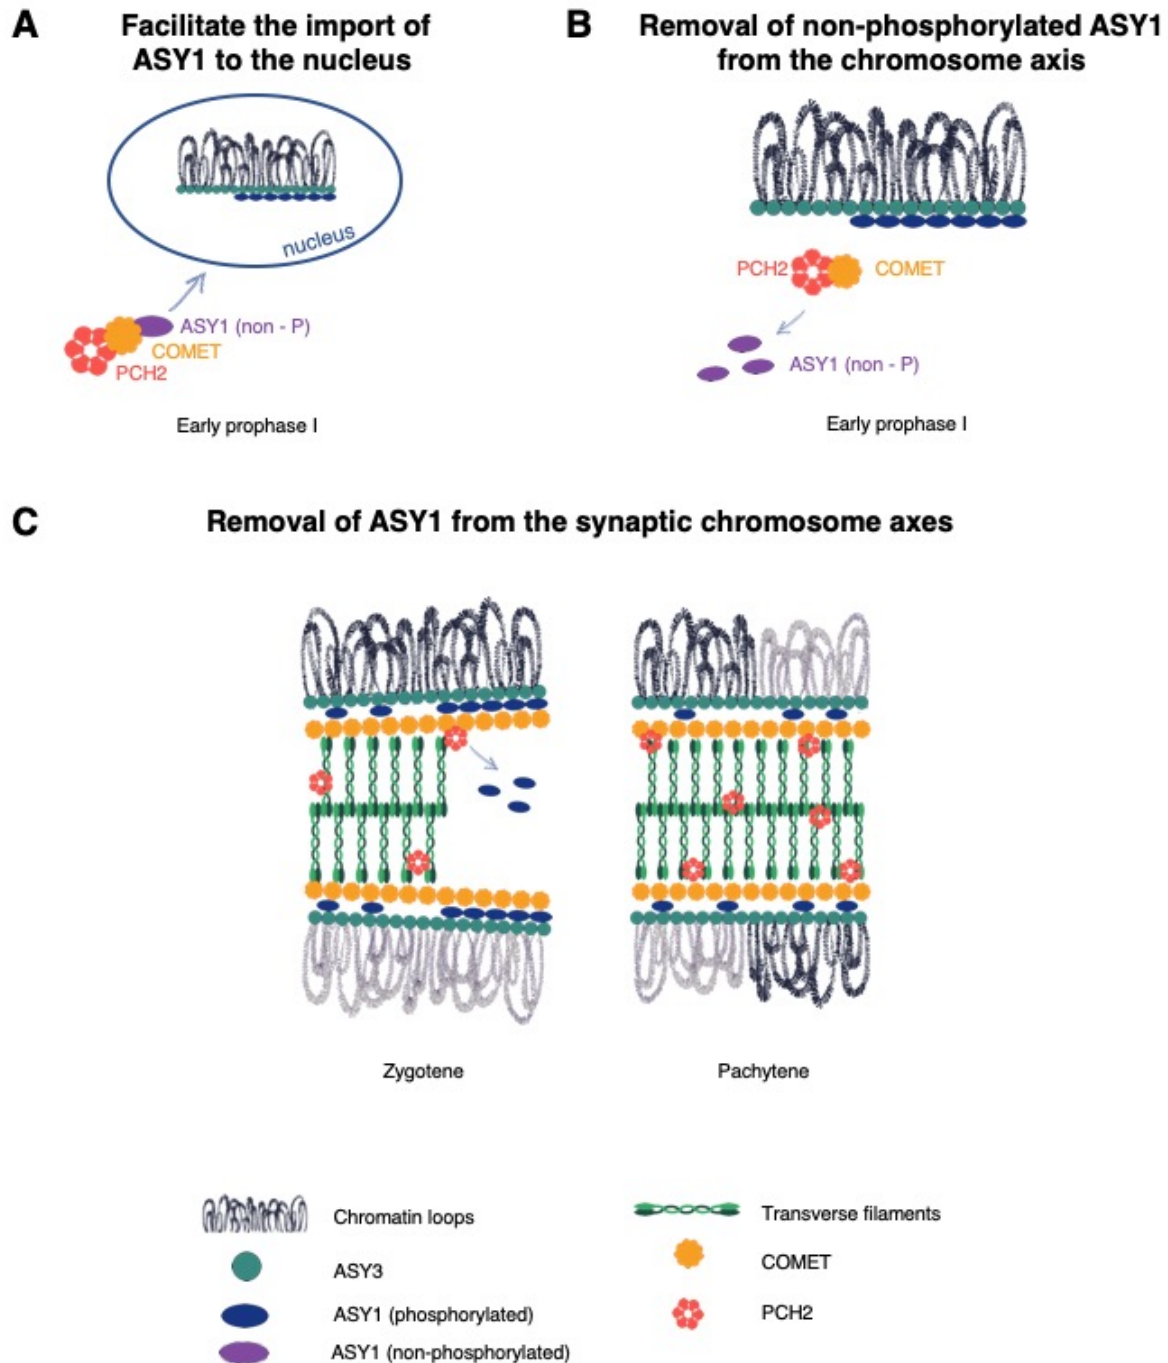 A
Facilitate the import of
ASY1 to the nucleus
nucleus
ASY1 (non - P)
COMET
PCH2
Early prophase I
B
Removal of non-phosphorylated ASY1
from the chromosome axis
PCH2
COMET
ASY1 (non - P)
Early prophase I
C
Removal of ASY1 from the synaptic chromosome axes
Zygotene
Pachytene
Chromatin loops
ASY3
ASY1 (phosphorylated)
ASY1 (non-phosphorylated)
Transverse filaments
COMET
PCH2